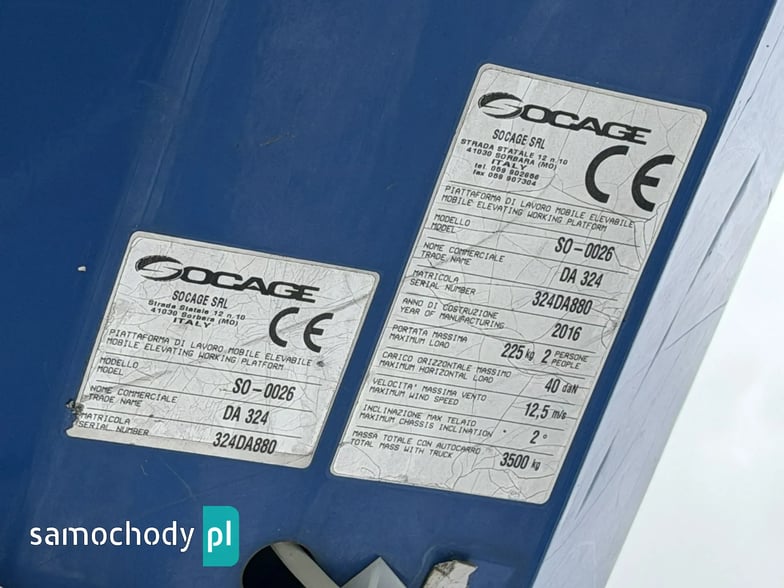 SOCAGE
SOCAGE SRL
Strada Statale 12 n. 10
41030 Sorbara (MO)
ITALY
CE
PIATTAFORMA DI LAVORO MOBILE ELEVABILE
MOBILE ELEVATING WORKING PLATFORM
MODELLO
MODEL
SO-0026
NOME COMMERCIALE
TRADE NAME
DA 324
MATRICOLA
SERIAL NUMBER
324DA880
SOCAGE
SOCAGE SRL
STRADA STATALE 12 n. 10
41030 SORBARA (MO)
ITALY
tel. 059 902656
fax 059 907304
CE
PIATTAFORMA DI LAVORO MOBILE ELEVABILE
MOBILE ELEVATING WORKING PLATFORM
MODELLO
MODEL
SO-0026
NOME COMMERCIALE
TRADE NAME
DA 324
MATRICOLA
SERIAL NUMBER
324DA880
ANNO DI COSTRUZIONE
YEAR OF MANUFACTURING
2016
PORTATA MASSIMA
MAXIMUM LOAD
225 kg 2 PERSONE
PEOPLE
CARICO ORIZZONTALE MASSIMO
MAXIMUM HORIZONTAL LOAD
40 daN
VELOCITA' MASSIMA VENTO
MAXIMUM WIND SPEED
12,5 m/s
INCLINAZIONE MAX TELAIO
MAXIMUM CHASSIS INCLINATION
2°
MASSA TOTALE CON AUTOCARRO
TOTAL MASS WITH TRUCK
3500 kg
samochody pl